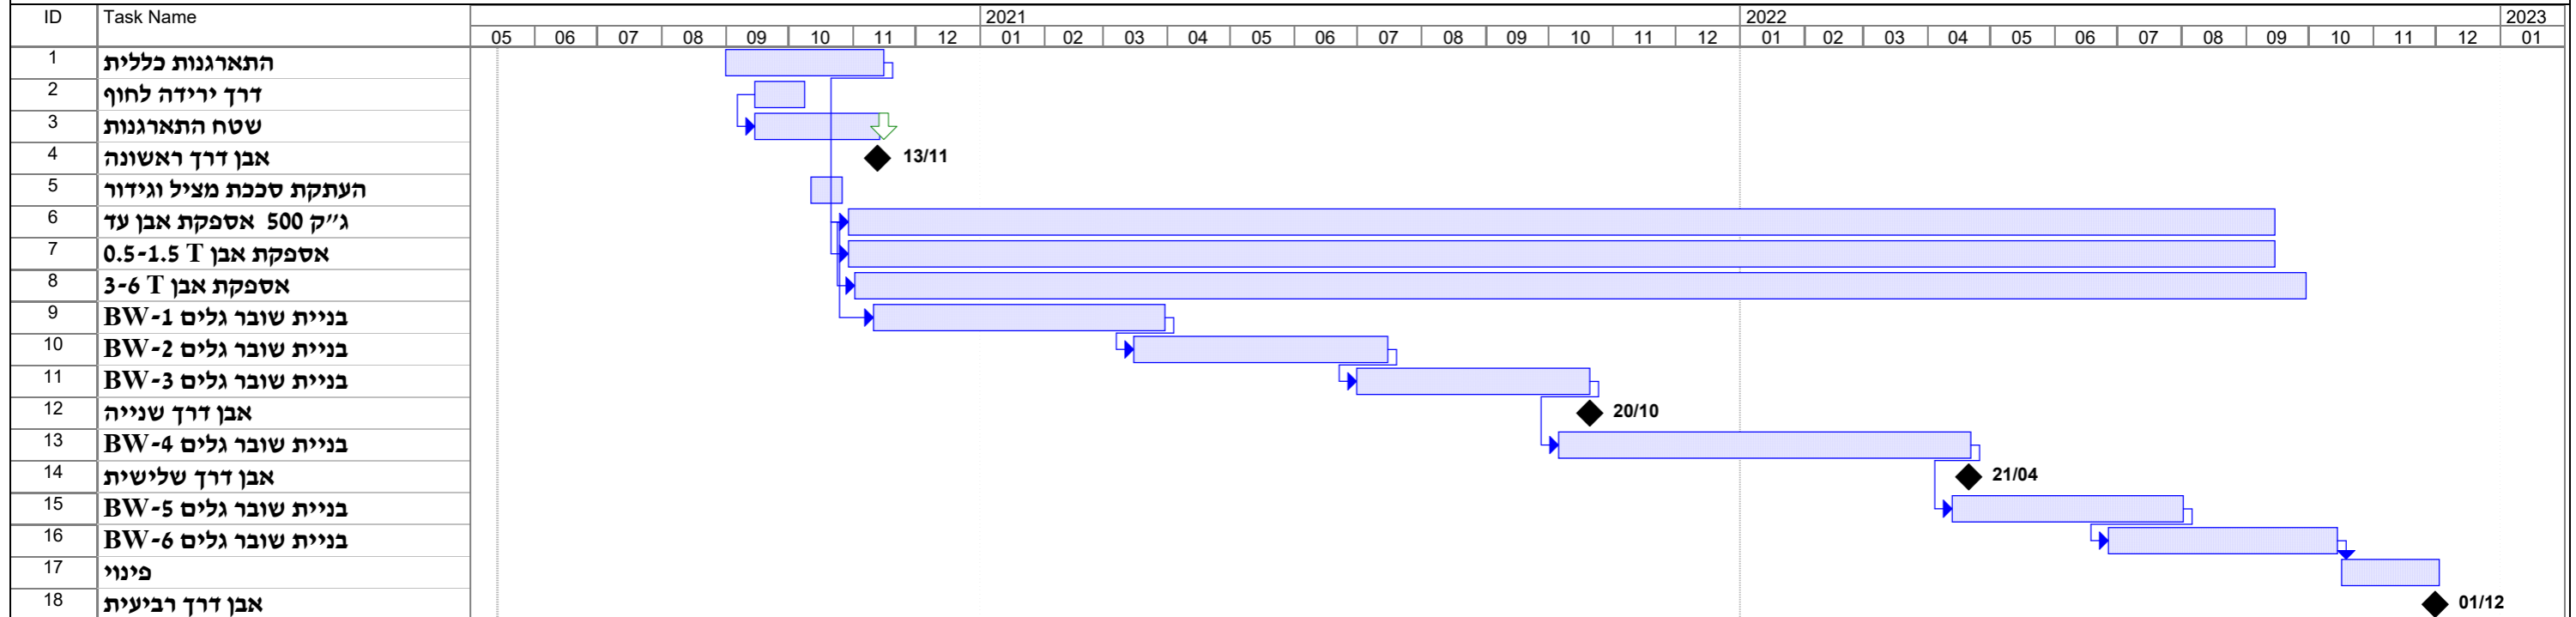 ID Task Name 2021 2022 2023
05 06 07 08 09 10 11 12 01 02 03 04 05 06 07 08 09 10 11 12 01 02 03 04 05 06 07 08 09 10 11 12 01
1 התארגנות כללית
2 דרך ירידה לחוף
3 שטח התארגנות
4 אבן דרך ראשונה 13/11
5 העתקת סככת מציל וגידור
6 ג״ק 500 אספקת אבן עד
7 אספקת אבן 0.5-1.5 T
8 אספקת אבן 3-6 T
9 בניית שובר גלים BW-1
10 בניית שובר גלים BW-2
11 בניית שובר גלים BW-3
12 אבן דרך שנייה 20/10
13 בניית שובר גלים BW-4
14 אבן דרך שלישית 21/04
15 בניית שובר גלים BW-5
16 בניית שובר גלים BW-6
17 פינוי
18 אבן דרך רביעית 01/12